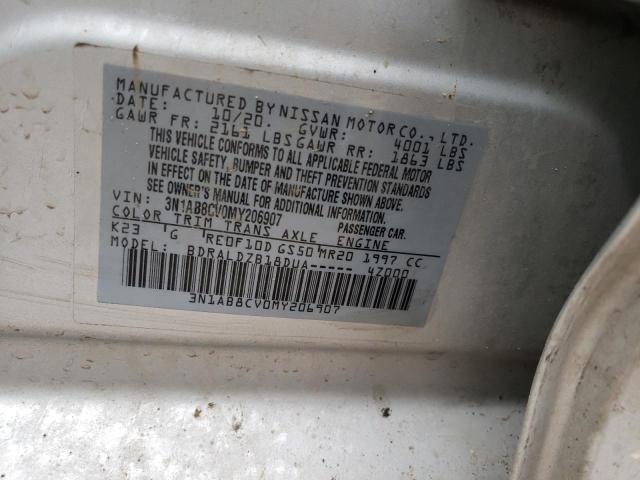 MANUFACTURED BY NISSAN MOTOR CO., LTD.
DATE: 10/20 GVWR: 4001 LBS
GAWR FR: 2161 LBS GAWR RR: 1863 LBS
THIS VEHICLE CONFORMS TO ALL APPLICABLE FEDERAL MOTOR
VEHICLE SAFETY, BUMPER AND THEFT PREVENTION STANDARDS
IN EFFECT ON THE DATE OF MANUFACTURE SHOWN ABOVE.
SEE OWNER'S MANUAL FOR ADDITIONAL INFORMATION.
VIN: 3N1AB8CV0MY206907 PASSENGER CAR.
COLOR TRIM TRANS AXLE ENGINE
K23 G RE0F10D GS50 MR20 1997 CC
MODEL: BDRALDZB18DUA----- 47000
3N1AB8CV0MY206907